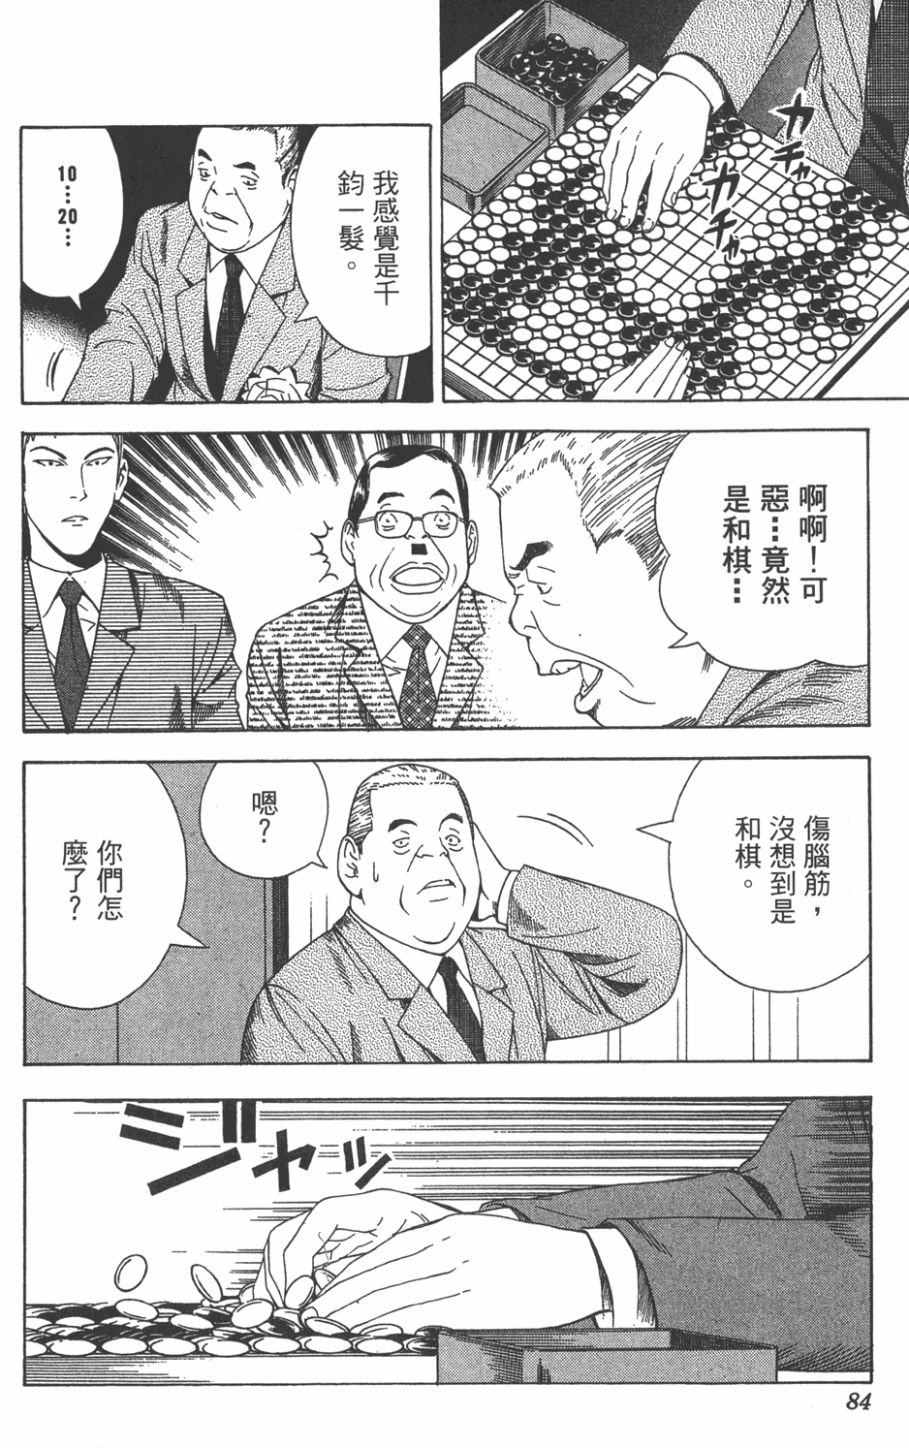 カチャ
カチャ
我感覺是千
鈞一髮。
10…
20…
啊啊！可
惡…竟然
是和棋…
傷腦筋，
沒想到是
和棋。
嗯？
你們怎
麼了？
ジャッ
84